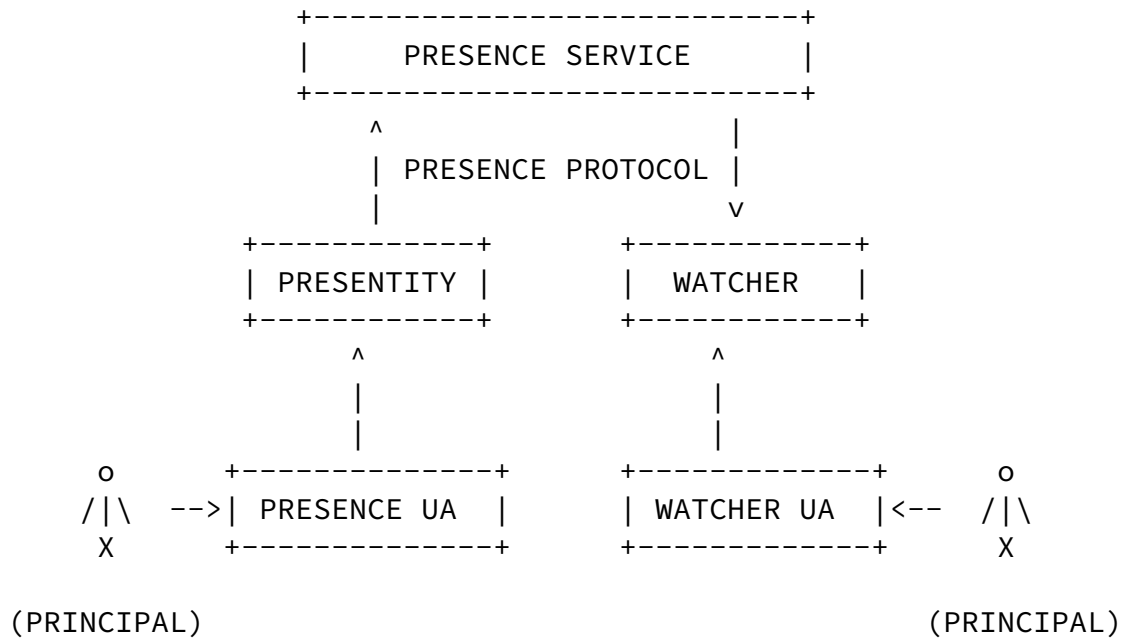 PRESENCE SERVICE
PRESENCE PROTOCOL
PRESENTITY WATCHER
PRESENCE UA WATCHER UA
(PRINCIPAL) (PRINCIPAL)